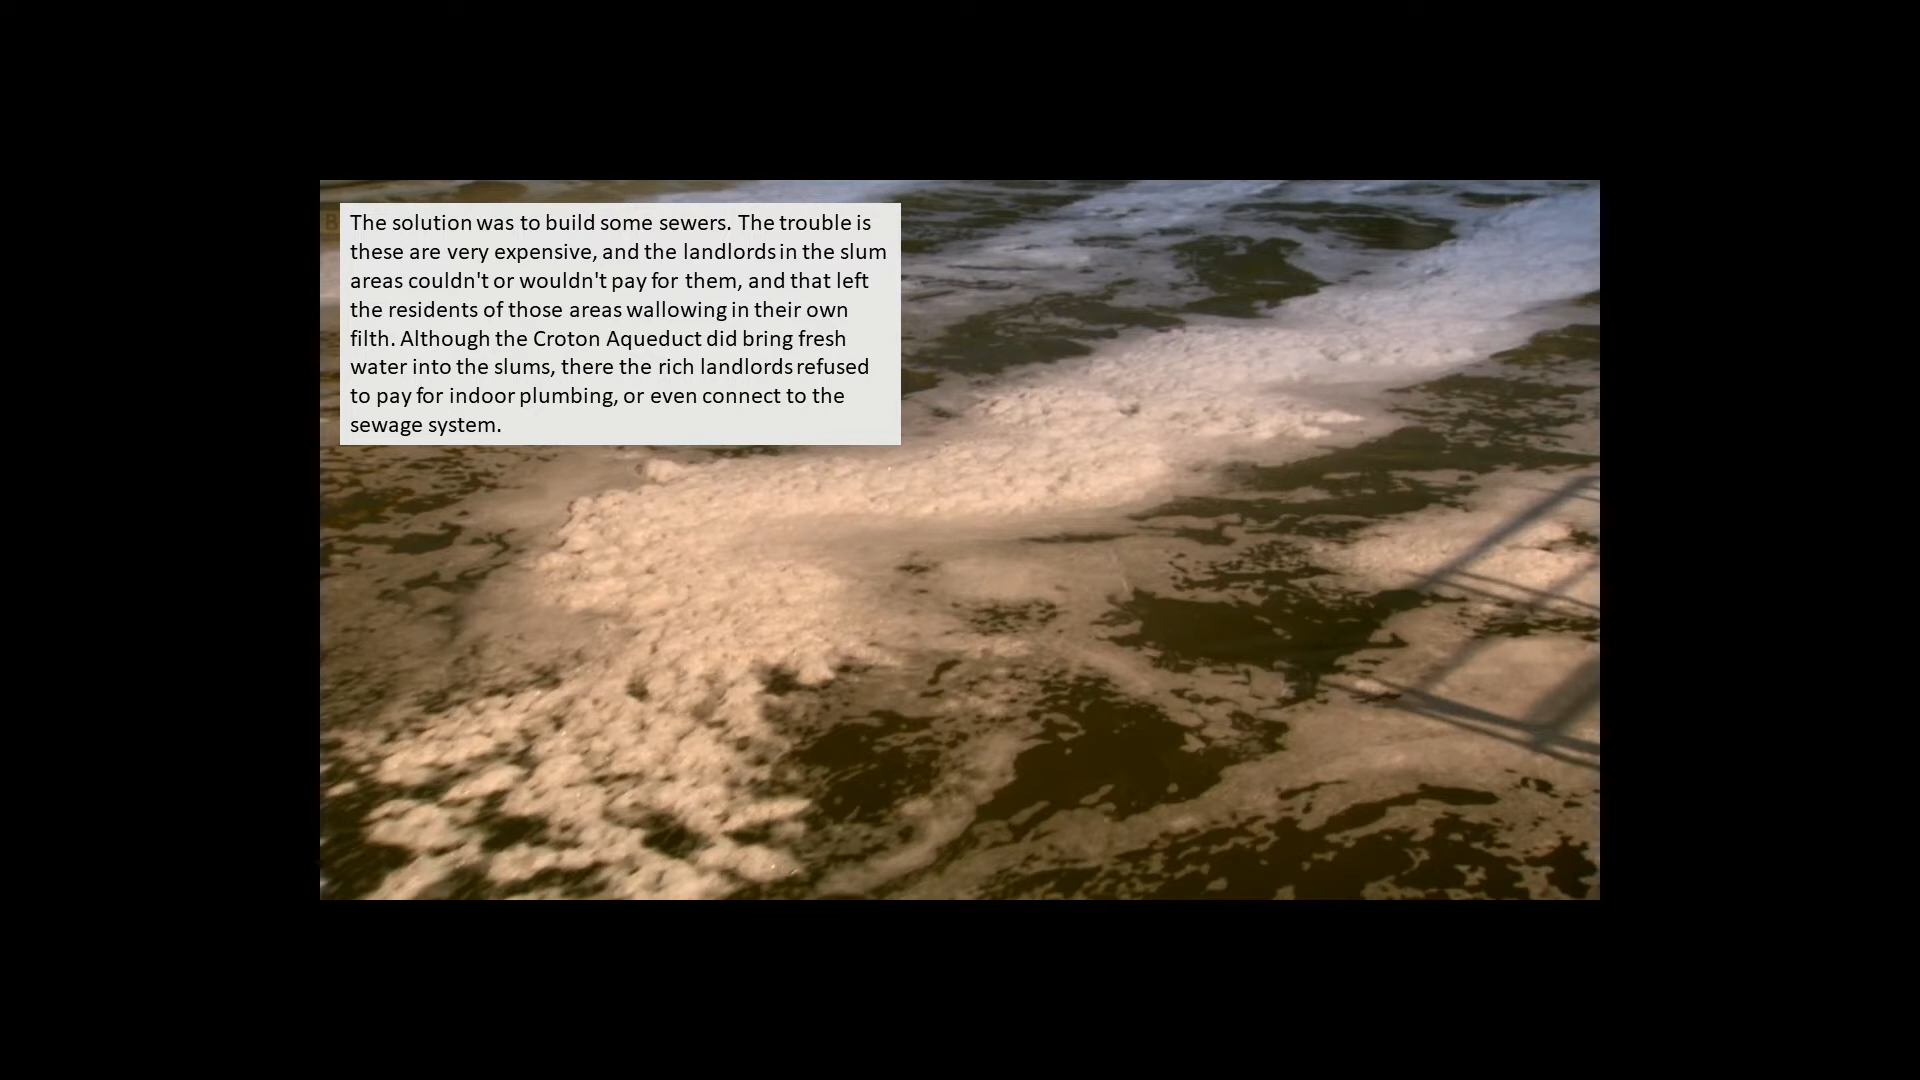 The solution was to build some sewers. The trouble is
these are very expensive, and the landlords in the slum
areas couldn't or wouldn't pay for them, and that left
the residents of those areas wallowing in their own
filth. Although the Croton Aqueduct did bring fresh
water into the slums, there the rich landlords refused
to pay for indoor plumbing, or even connect to the
sewage system.